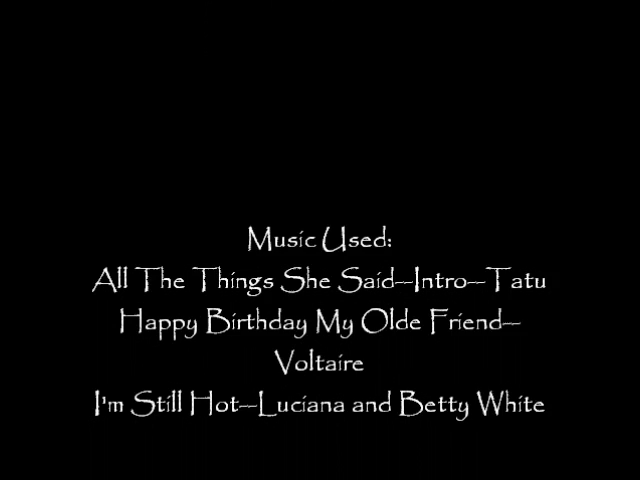 Music Used:
All The Things She Said--Intro--Tatu
Happy Birthday My Olde Friend--
Voltaire
I'm Still Hot--Luciana and Betty White